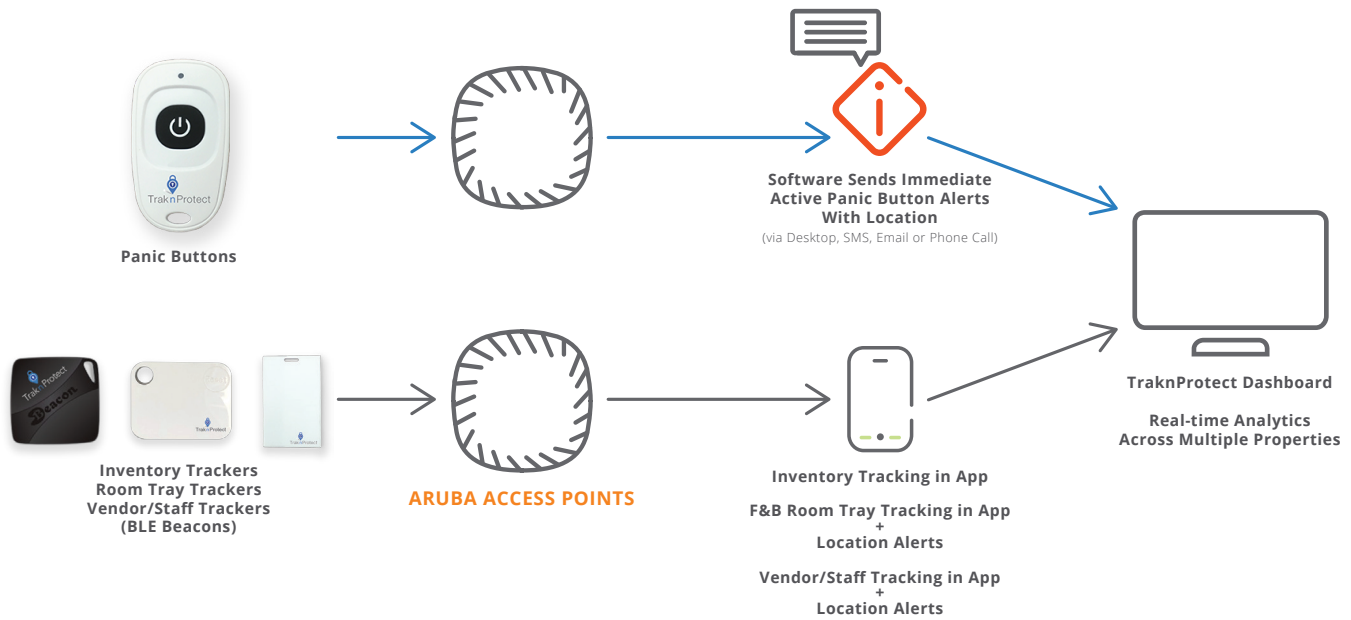 TraknProtect
Panic Buttons
Software Sends Immediate
Active Panic Button Alerts
With Location
(via Desktop, SMS, Email or Phone Call)
TraknProtect
Beacon
TraknProtect
TraknProtect
Inventory Trackers
Room Tray Trackers
Vendor/Staff Trackers
(BLE Beacons)
ARUBA ACCESS POINTS
Inventory Tracking in App
F&B Room Tray Tracking in App
+
Location Alerts
Vendor/Staff Tracking in App
+
Location Alerts
TraknProtect Dashboard
Real-time Analytics
Across Multiple Properties